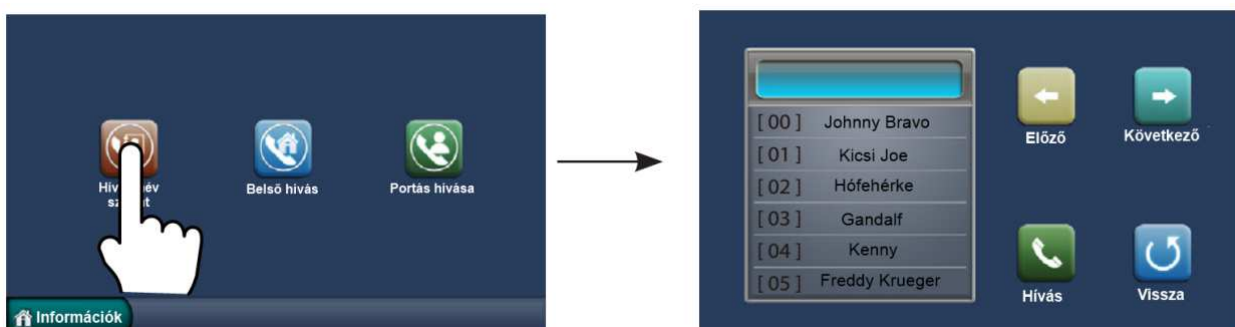 Belső hívás
Portás hívása
Információk
[ 00 ] Johnny Bravo
[ 01 ] Kicsi Joe
[ 02 ] Hófehérke
[ 03 ] Gandalf
[ 04 ] Kenny
[ 05 ] Freddy Krueger
Előző
Következő
Hívás
Vissza